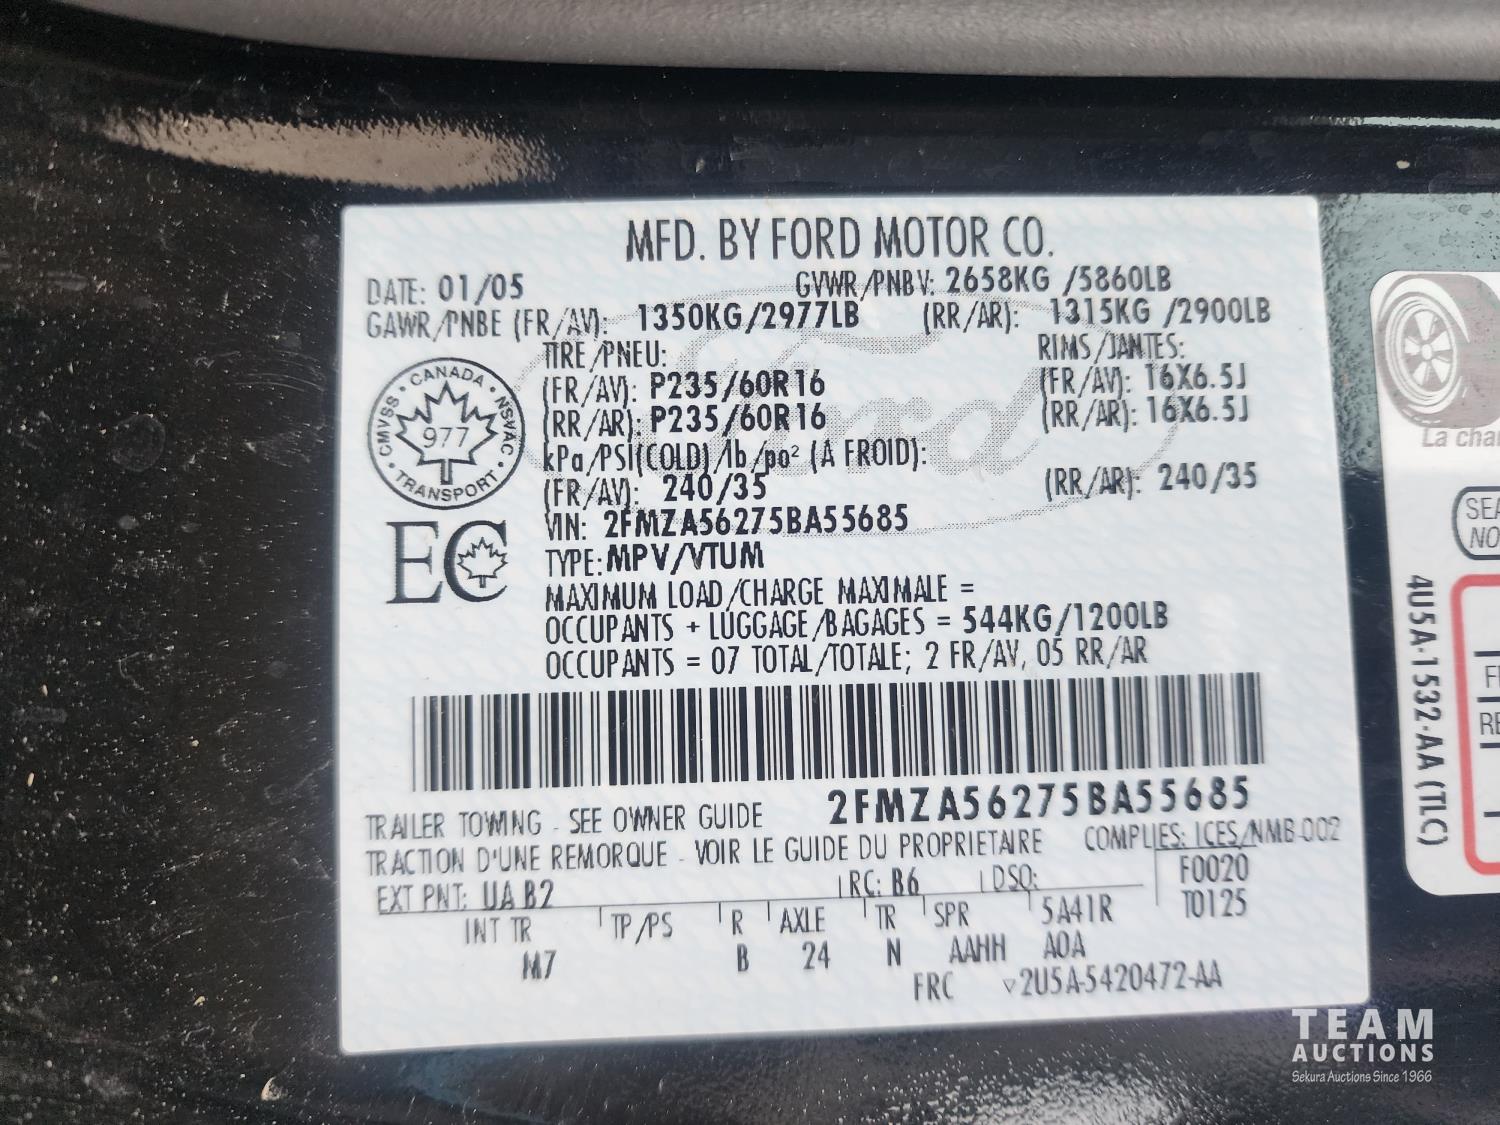 MFD. BY FORD MOTOR CO.
DATE: 01/05 GVWR/PNBV: 2658KG /5860LB
GAWR/PNBE (FR/AV): 1350KG/2977LB (RR/AR): 1315KG /2900LB
TIRE/PNEU: RIMS/JANTES:
(FR/AV): P235/60R16 (FR/AV): 16X6.5J
(RR/AR): P235/60R16 (RR/AR): 16X6.5J
kPa/PSI(COLD)/lb/po² (A FROID):
(FR/AV): 240/35 (RR/AR): 240/35
VIN: 2FMZA56275BA55685
TYPE: MPV/VTUM
MAXIMUM LOAD/CHARGE MAXIMALE =
OCCUPANTS + LUGGAGE/BAGAGES = 544KG/1200LB
OCCUPANTS = 07 TOTAL/TOTALE; 2 FR/AV, 05 RR/AR
CANADA • NSVAC • TRANSPORT • CMVSS •
977
EC
Ford
2FMZA56275BA55685
TRAILER TOWING - SEE OWNER GUIDE
TRACTION D'UNE REMORQUE - VOIR LE GUIDE DU PROPRIETAIRE
COMPLIES: ICES/NMB-002
EXT PNT: UA B2 RC: B6 DSO: F0020
T0125
INT TR TP/PS R AXLE TR SPR 5A41R
M7 B 24 N AAHH A0A
FRC 2U5A-5420472-AA
La char
SEA
NO
4U5A-1532-AA (TLC)
TEAM
AUCTIONS
Sekura Auctions Since 1966